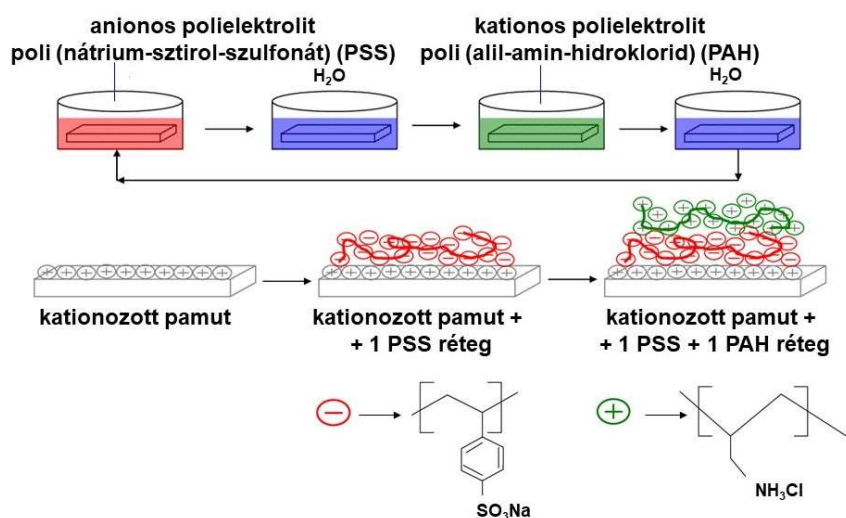 anionos polielektrolit
poli (nátrium-sztirol-szulfonát) (PSS)
H₂O
kationos polielektrolit
poli (alil-amin-hidroklorid) (PAH)
H₂O
kationozott pamut
kationozott pamut +
+ 1 PSS réteg
kationozott pamut +
+ 1 PSS + 1 PAH réteg
SO₃Na
NH₃Cl